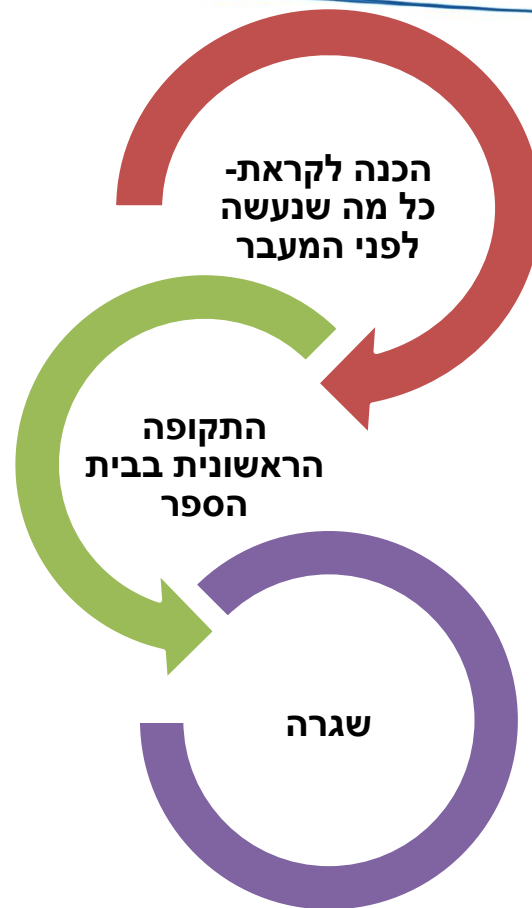 הכנה לקראת-
כל מה שנעשה
לפני המעבר
התקופה
הראשונית בבית
הספר
שגרה